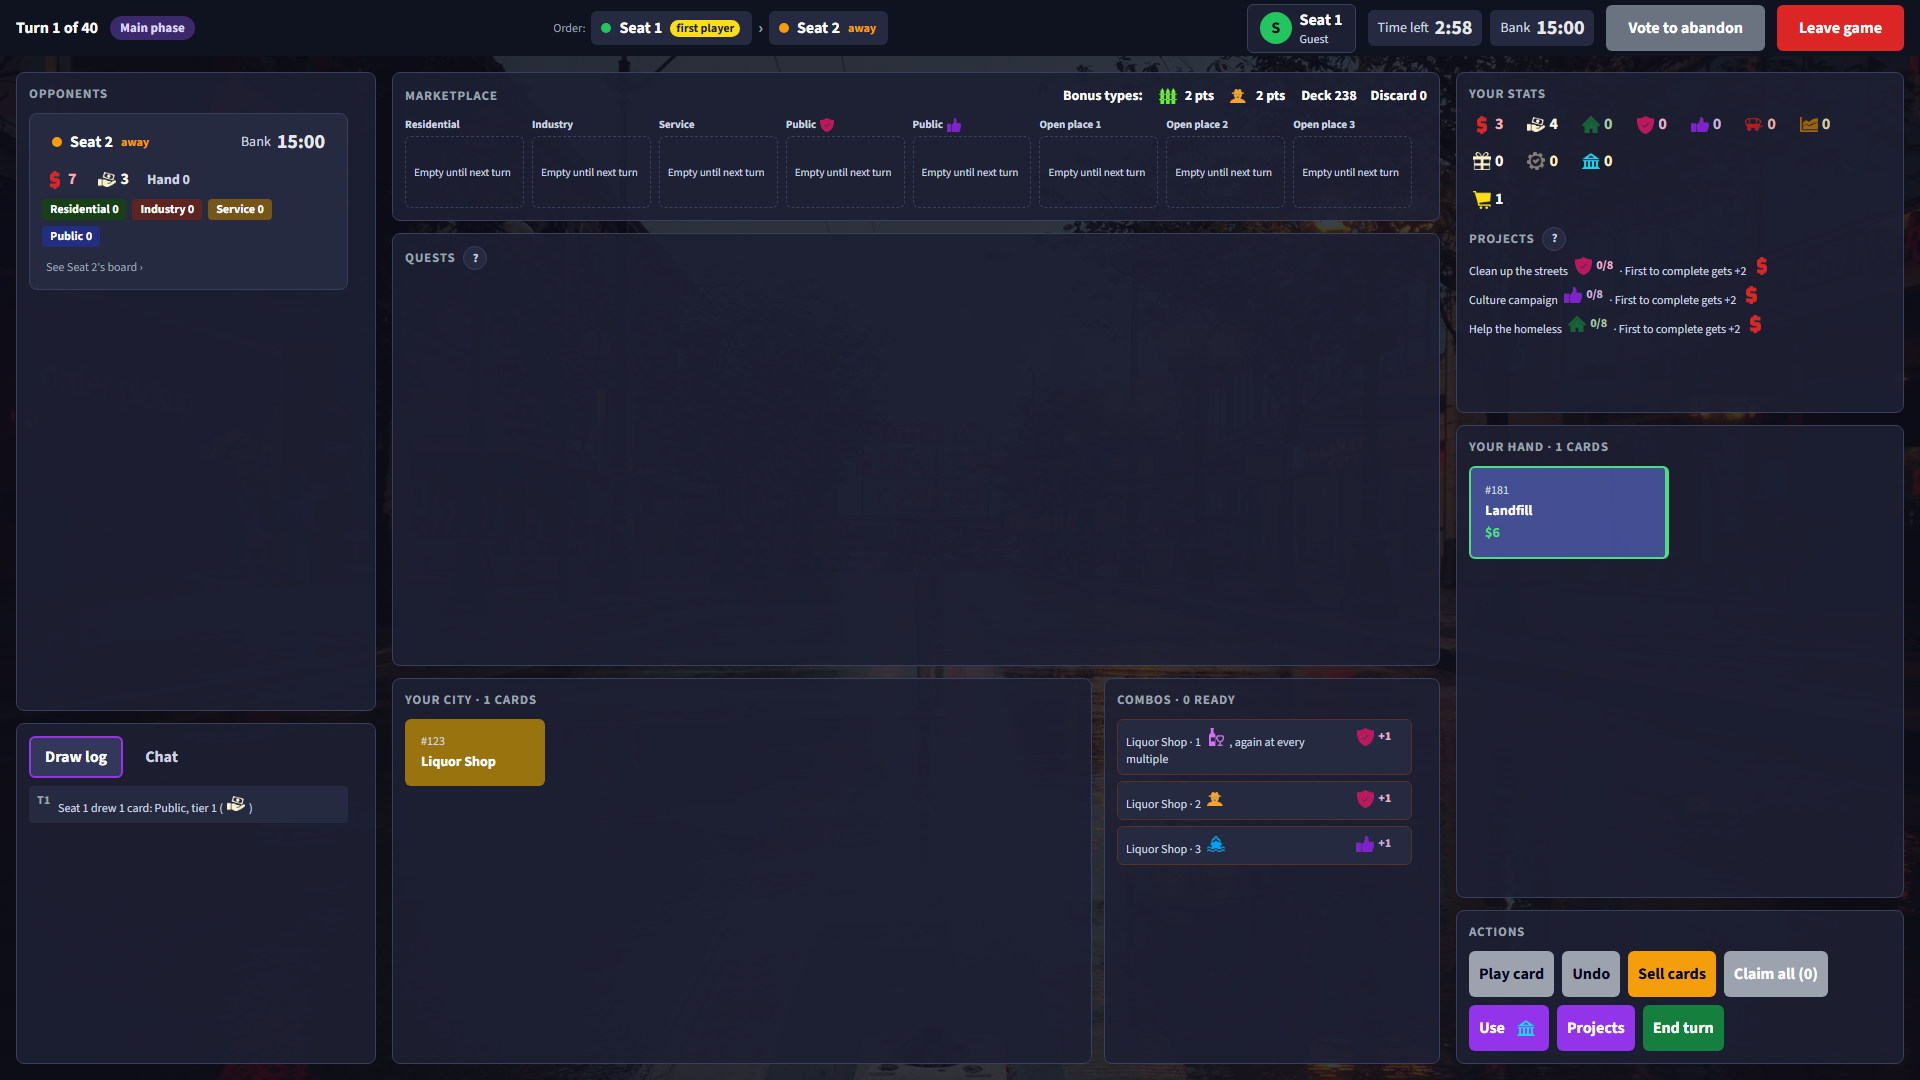 Turn 1 of 40 Main phase
Order: Seat 1 first player › Seat 2 away
S Seat 1 Guest
Time left 2:58
Bank 15:00
Vote to abandon
Leave game
OPPONENTS
Seat 2 away Bank 15:00
7 3 Hand 0
Residential 0 Industry 0 Service 0
Public 0
See Seat 2's board ›
Draw log Chat
T1 Seat 1 drew 1 card: Public, tier 1 ( )
MARKETPLACE
Bonus types: 2 pts 2 pts Deck 238 Discard 0
Residential Industry Service Public Public Open place 1 Open place 2 Open place 3
Empty until next turn Empty until next turn Empty until next turn Empty until next turn Empty until next turn Empty until next turn Empty until next turn Empty until next turn
QUESTS ?
YOUR CITY · 1 CARDS
#123
Liquor Shop
COMBOS · 0 READY
Liquor Shop · 1 , again at every +1
multiple
Liquor Shop · 2 +1
Liquor Shop · 3 +1
YOUR STATS
3 4 0 0 0 0 0
0 0 0
1
PROJECTS ?
Clean up the streets 0/8 · First to complete gets +2
Culture campaign 0/8 · First to complete gets +2
Help the homeless 0/8 · First to complete gets +2
YOUR HAND · 1 CARDS
#181
Landfill
$6
ACTIONS
Play card Undo Sell cards Claim all (0)
Use Projects End turn